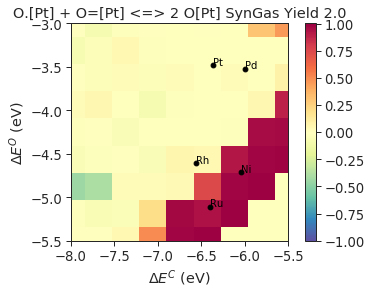 O.[Pt] + O=[Pt] <=> 2 O[Pt] SynGas Yield 2.0
−3.0
−3.5
−4.0
−4.5
−5.0
−5.5
ΔE^O (eV)
Pt
Pd
Rh
Ni
Ru
−8.0 −7.5 −7.0 −6.5 −6.0 −5.5
ΔE^C (eV)
1.00
0.75
0.50
0.25
0.00
−0.25
−0.50
−0.75
−1.00